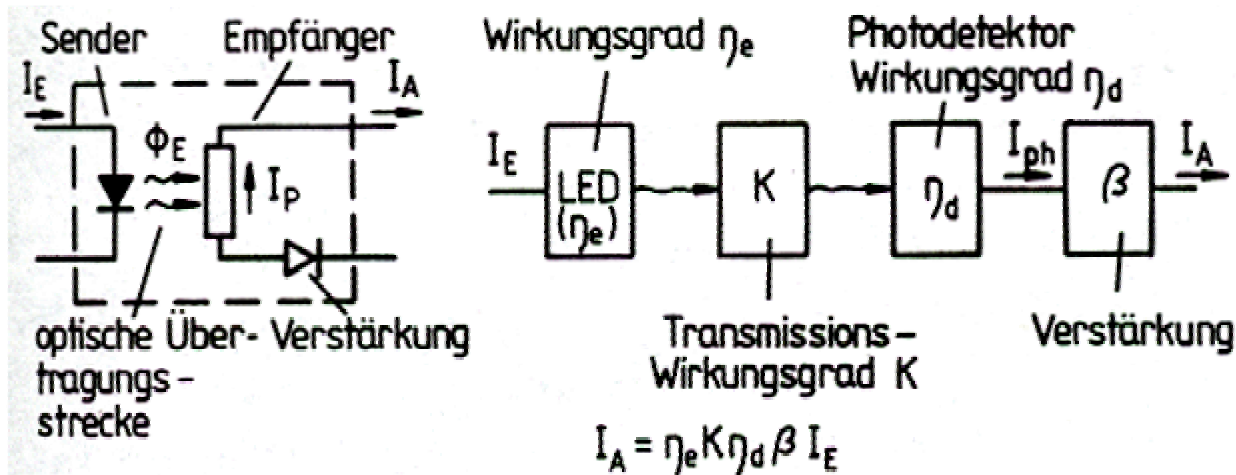 Sender
Empfänger
I_E
I_A
Φ_E
I_P
optische Über-
tragungs-
strecke
Verstärkung
Wirkungsgrad η_e
Photodetektor
Wirkungsgrad η_d
I_E
LED
(η_e)
K
η_d
I_ph
β
I_A
Transmissions-
Wirkungsgrad K
Verstärkung
I_A = η_e K η_d β I_E